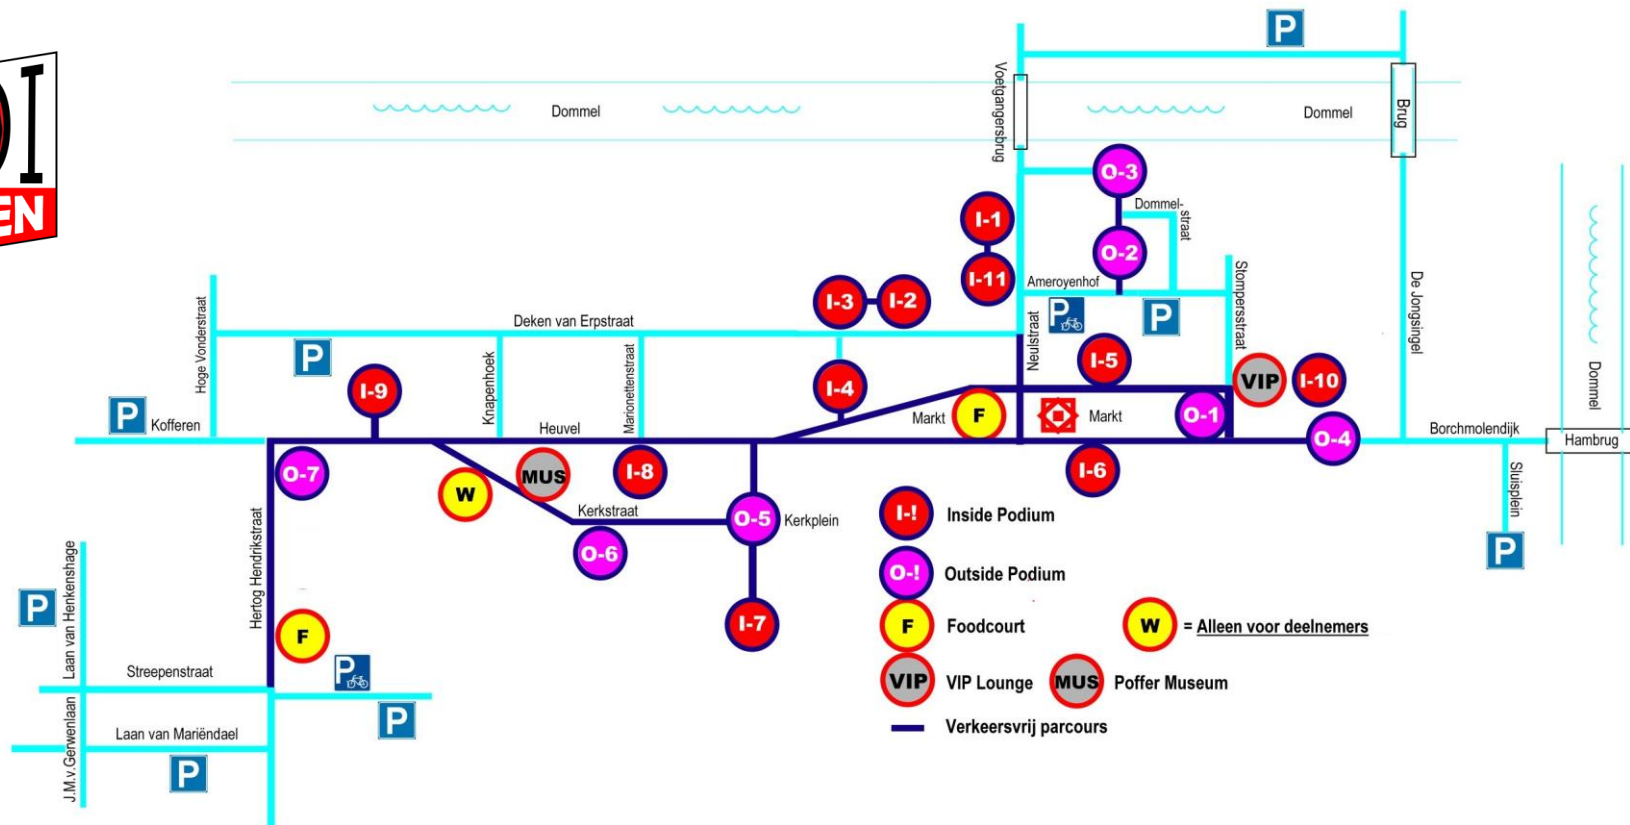 P
Voetgangersbrug
Dommel
Dommel
Brug
EN
O-3
Dommel-
straat
I-1
O-2
I-11
Ameroyenhof
Stompersstraat
De Jongsingel
Dommel
Hoge Vonderstraat
I-3
I-2
P
P
Deken van Erpstraat
Neulstraat
P
Knapenhoek
Marionettenstraat
I-5
I-9
I-4
VIP
I-10
P
Kofferen
Heuvel
Markt
F
Markt
O-1
O-4
Borchmolendijk
Hambrug
O-7
W
MUS
I-8
I-6
Sluisplein
Kerkstraat
O-5
Kerkplein
O-6
I-!
Inside Podium
P
Hertog Hendrikstraat
O-!
Outside Podium
P
Laan van Henkenshage
F
I-7
F
Foodcourt
W
= Alleen voor deelnemers
Streepenstraat
P
VIP
VIP Lounge
MUS
Poffer Museum
P
J.M.v.Gerwenlaan
Laan van Mariëndael
Verkeersvrij parcours
P